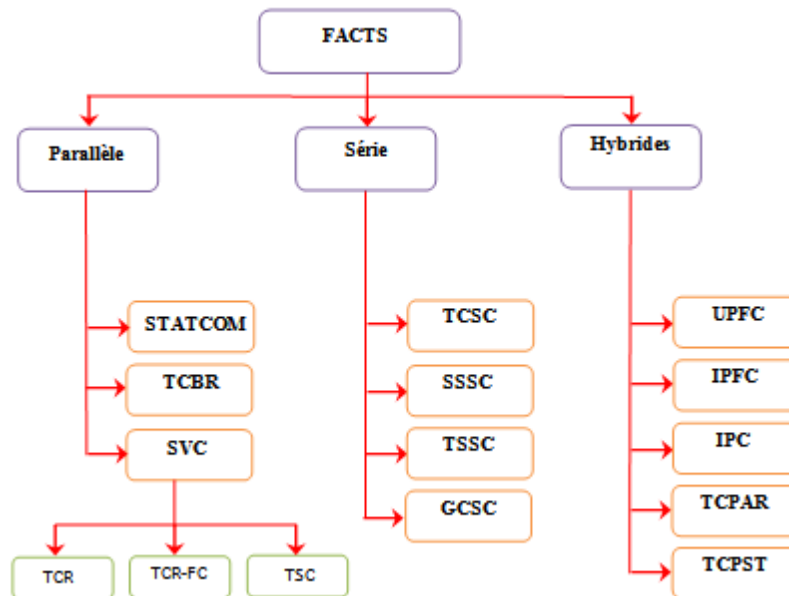 FACTS
Parallèle
Série
Hybrides
STATCOM
TCBR
SVC
TCR
TCR-FC
TSC
TCSC
SSSC
TSSC
GCSC
UPFC
IPFC
IPC
TCPAR
TCPST